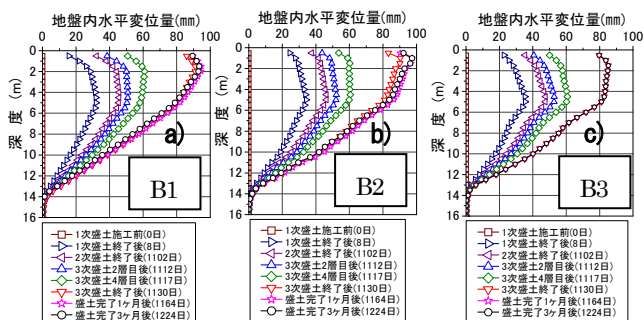 地盤内水平変位量(mm)
0 20 40 60 80 100
深度 (m)
0
2
4
6
8
10
12
14
16
a)
B1
1次盛土施工前(0日)
1次盛土終了後(8日)
2次盛土終了後(1102日)
3次盛土2層目後(1112日)
3次盛土4層目後(1117日)
3次盛土終了後(1130日)
盛土完了1ヶ月後(1164日)
盛土完了3ヶ月後(1224日)
地盤内水平変位量(mm)
0 20 40 60 80 100
深度 (m)
0
2
4
6
8
10
12
14
16
b)
B2
1次盛土施工前(0日)
1次盛土終了後(8日)
2次盛土終了後(1102日)
3次盛土2層目後(1112日)
3次盛土4層目後(1117日)
3次盛土終了後(1130日)
盛土完了1ヶ月後(1164日)
盛土完了3ヶ月後(1224日)
地盤内水平変位量(mm)
0 20 40 60 80 100
深度 (m)
0
2
4
6
8
10
12
14
16
c)
B3
1次盛土施工前(0日)
1次盛土終了後(8日)
2次盛土終了後(1102日)
3次盛土2層目後(1112日)
3次盛土4層目後(1117日)
3次盛土終了後(1130日)
盛土完了1ヶ月後(1164日)
盛土完了3ヶ月後(1224日)